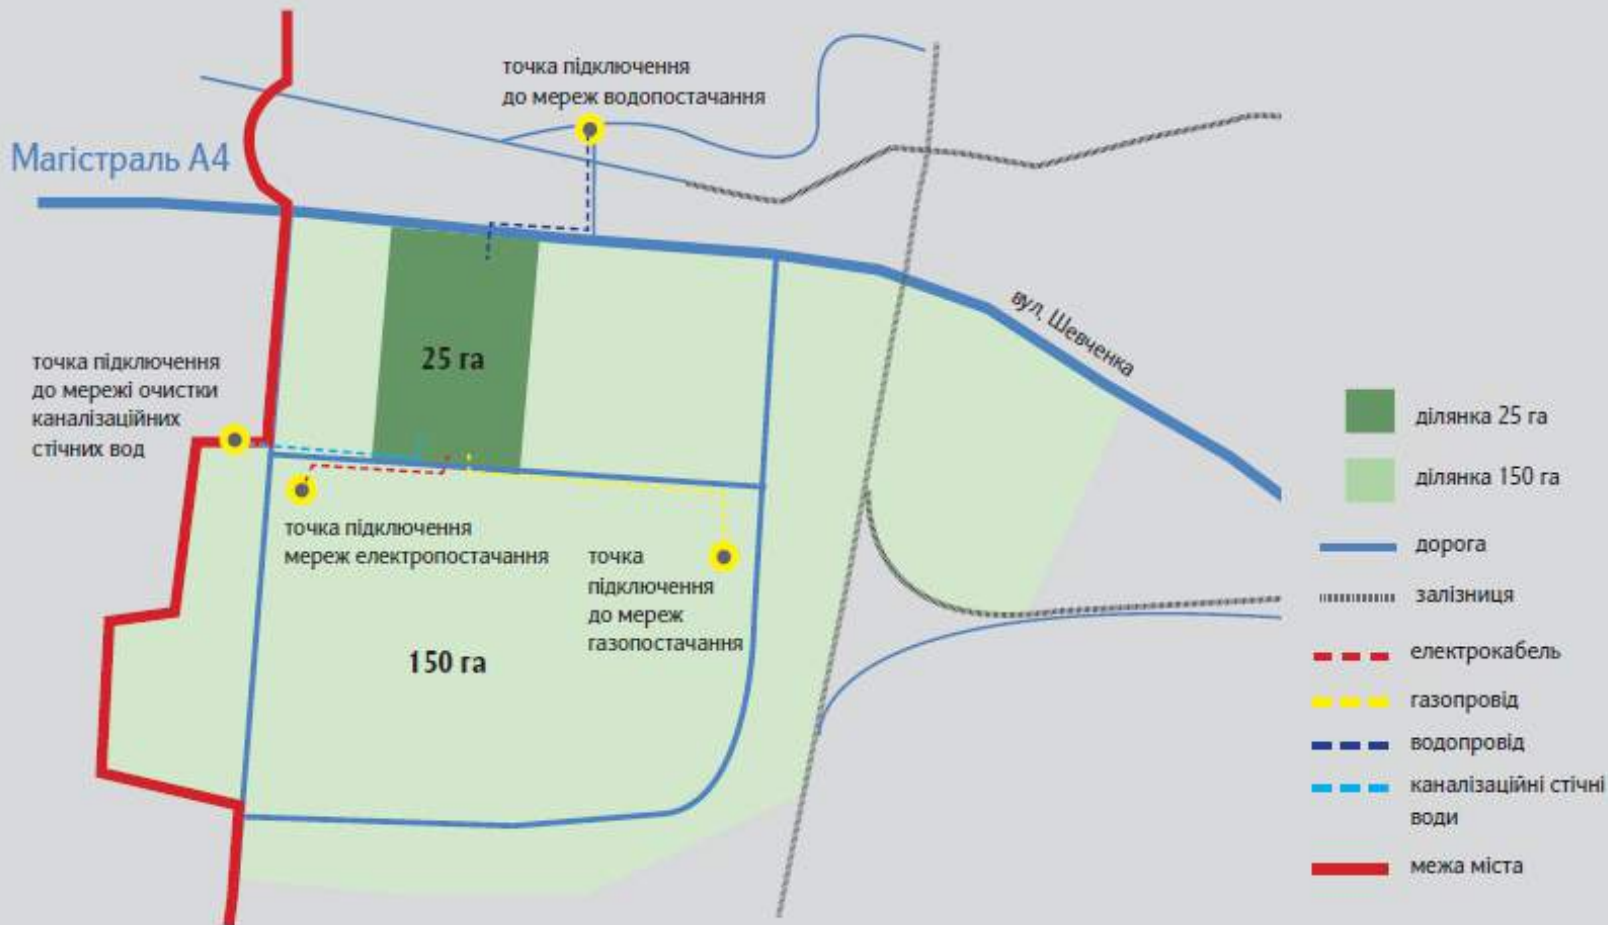 точка підключення
до мереж водопостачання
Магістраль А4
вул. Шевченка
25 га
точка підключення
до мережі очистки
каналізаційних
стічних вод
точка підключення
мереж електропостачання
точка
підключення
до мереж
газопостачання
150 га
ділянка 25 га
ділянка 150 га
дорога
залізниця
електрокабель
газопровід
водопровід
каналізаційні стічні
води
межа міста